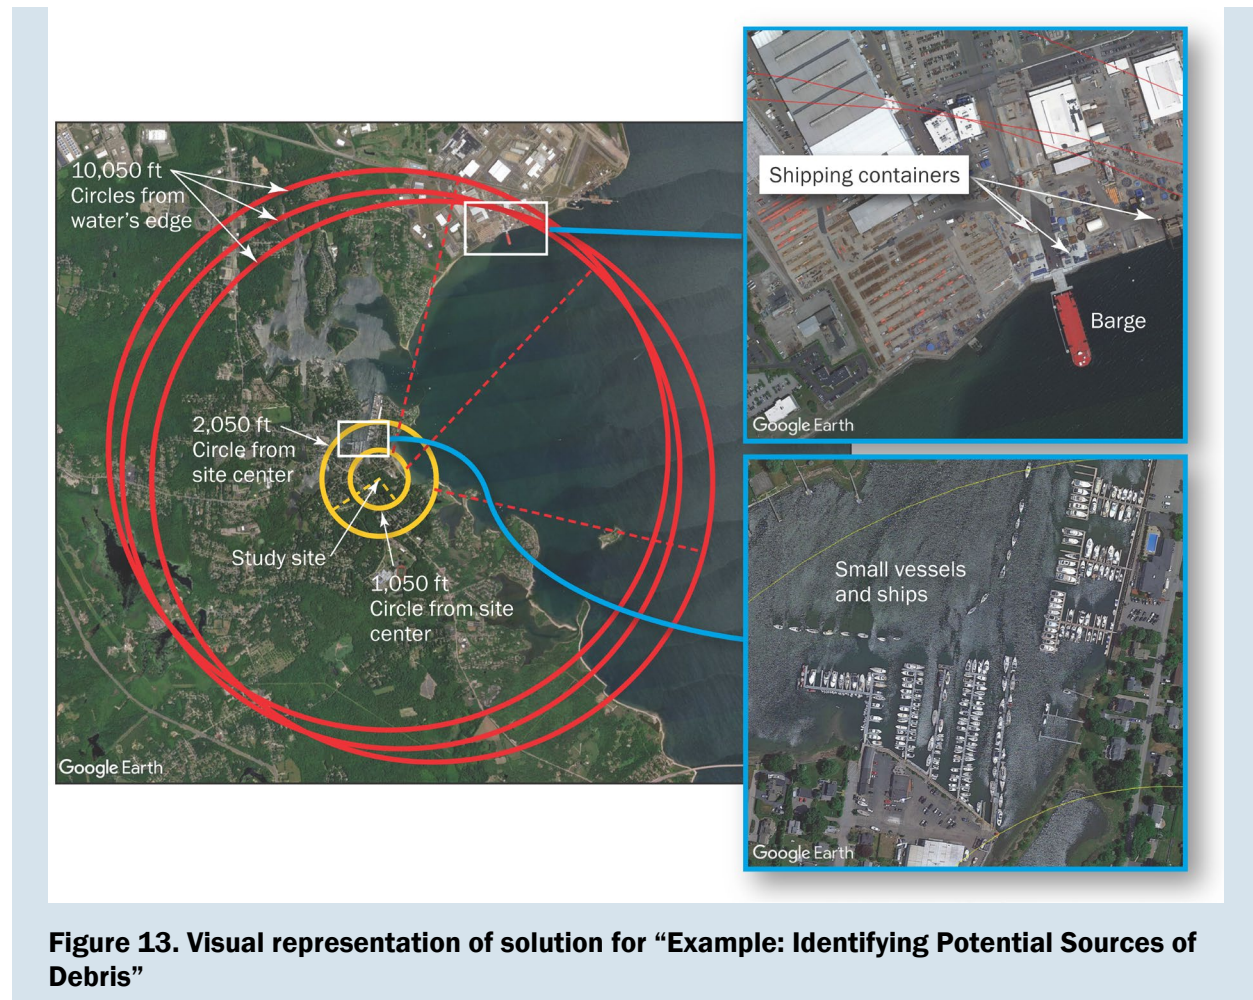 10,050 ft
Circles from
water's edge
2,050 ft
Circle from
site center
Study site
1,050 ft
Circle from site
center
Google Earth
Shipping containers
Barge
Google Earth
Small vessels
and ships
Google Earth
Figure 13. Visual representation of solution for “Example: Identifying Potential Sources of
Debris”